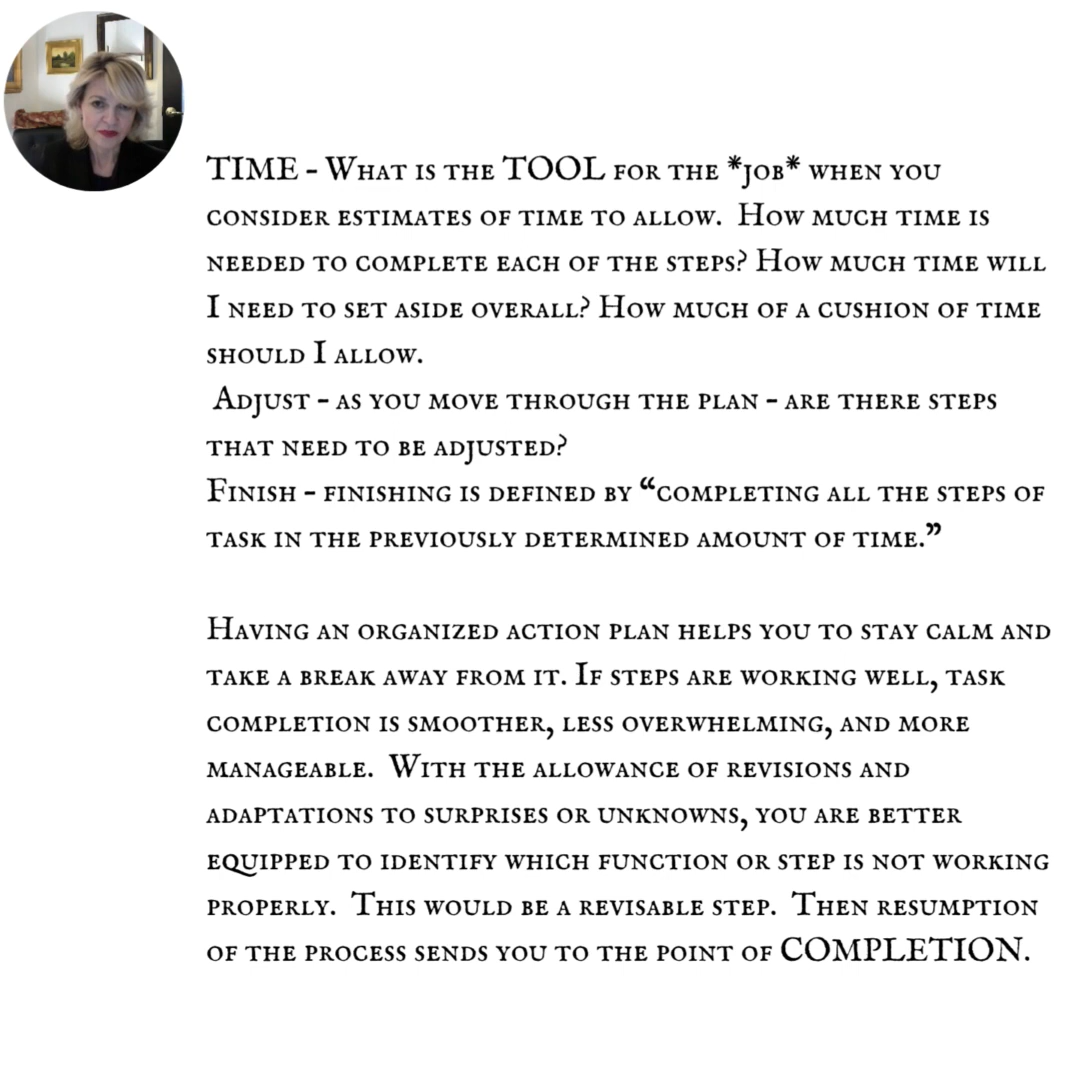 TIME - What is the TOOL for the *job* when you
consider estimates of time to allow.  How much time is
needed to complete each of the steps? How much time will
I need to set aside overall? How much of a cushion of time
should I allow.
Adjust - as you move through the plan - are there steps
that need to be adjusted?
Finish - finishing is defined by “completing all the steps of
task in the previously determined amount of time.”
Having an organized action plan helps you to stay calm and
take a break away from it. If steps are working well, task
completion is smoother, less overwhelming, and more
manageable.  With the allowance of revisions and
adaptations to surprises or unknowns, you are better
equipped to identify which function or step is not working
properly.  This would be a revisable step.  Then resumption
of the process sends you to the point of COMPLETION.